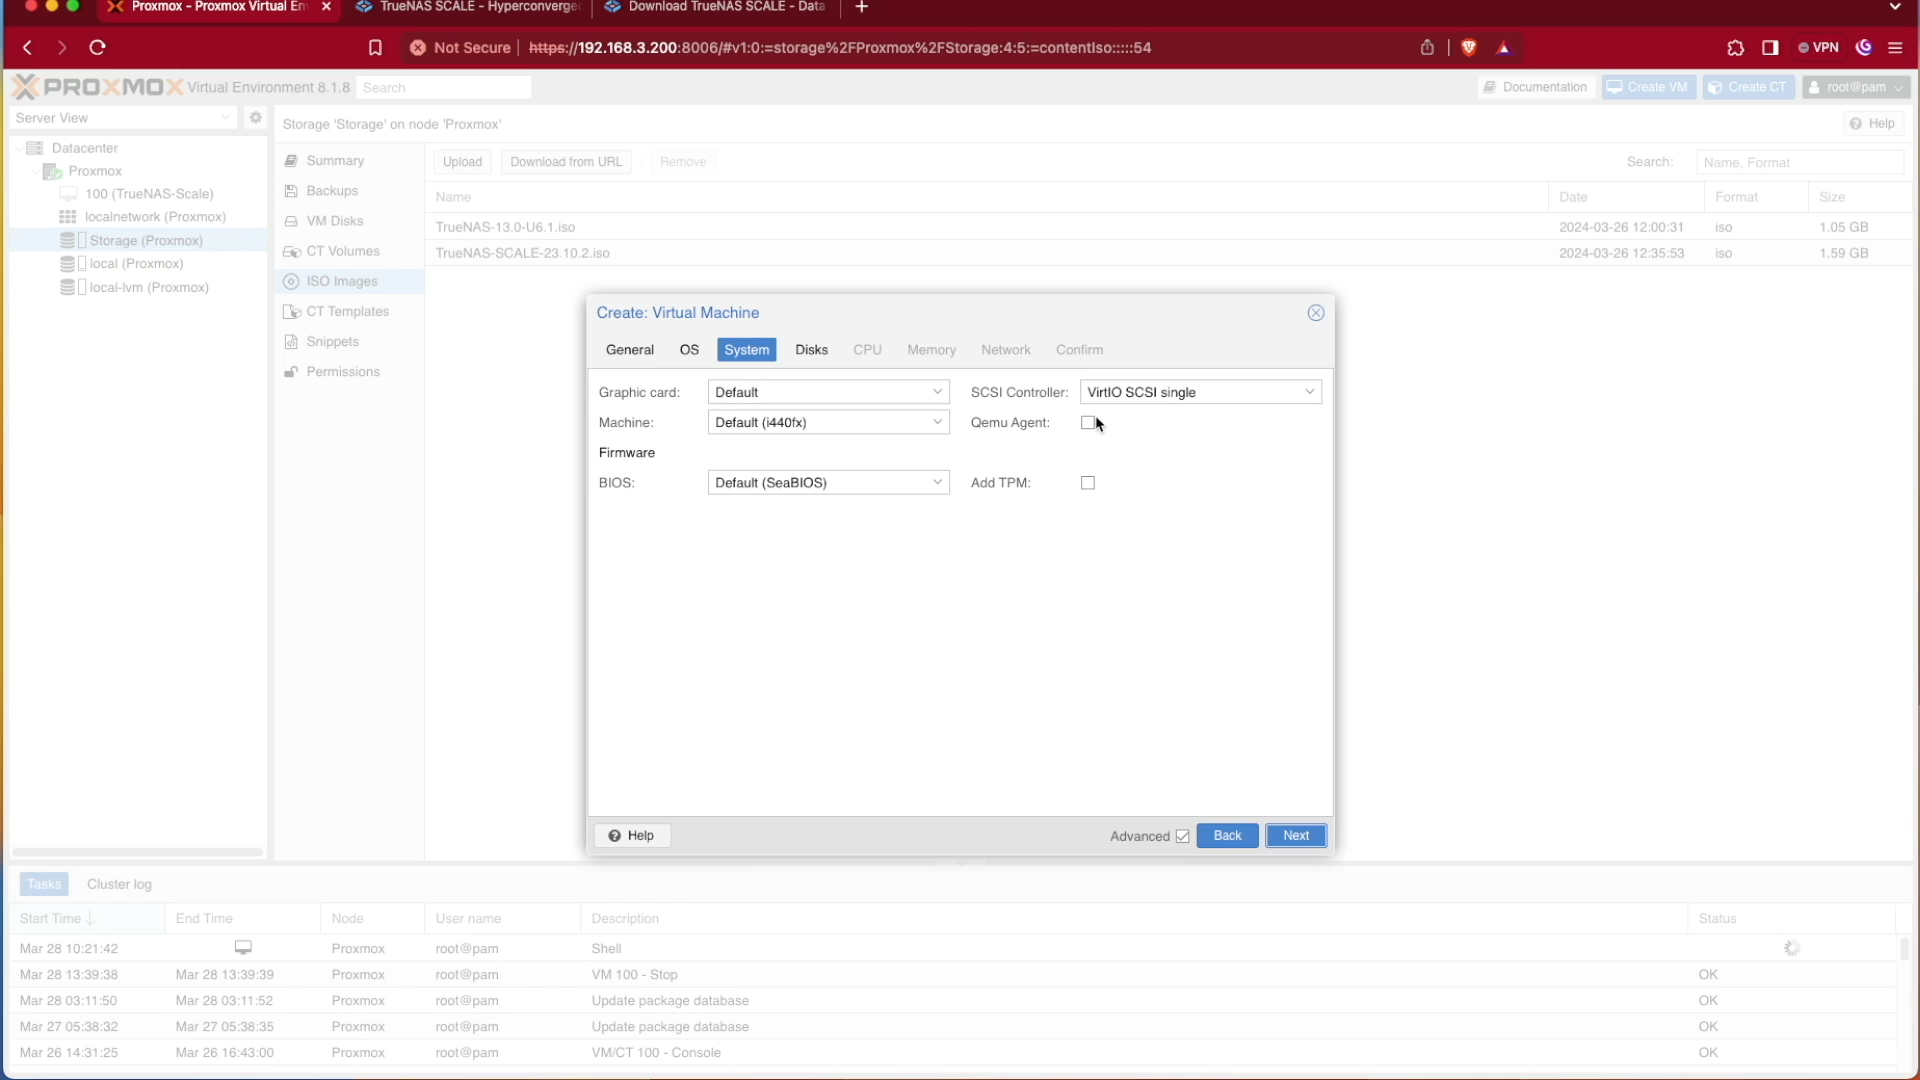 Proxmox - Proxmox Virtual En
TrueNAS SCALE - Hyperconverge
Download TrueNAS SCALE - Data
Not Secure
https://192.168.3.200:8006/#v1:0:=storage%2FProxmox%2FStorage:4:5:=contentIso:::::54
VPN
PROXMOX Virtual Environment 8.1.8
Search
Documentation
Create VM
Create CT
root@pam
Server View
Storage 'Storage' on node 'Proxmox'
Help
Datacenter
Proxmox
100 (TrueNAS-Scale)
localnetwork (Proxmox)
Storage (Proxmox)
local (Proxmox)
local-lvm (Proxmox)
Summary
Backups
VM Disks
CT Volumes
ISO Images
CT Templates
Snippets
Permissions
Upload
Download from URL
Remove
Search:
Name, Format
Name
Date
Format
Size
TrueNAS-13.0-U6.1.iso
2024-03-26 12:00:31
iso
1.05 GB
TrueNAS-SCALE-23.10.2.iso
2024-03-26 12:35:53
iso
1.59 GB
Create: Virtual Machine
General
OS
System
Disks
CPU
Memory
Network
Confirm
Graphic card:
Default
SCSI Controller:
VirtIO SCSI single
Machine:
Default (i440fx)
Qemu Agent:
Firmware
BIOS:
Default (SeaBIOS)
Add TPM:
Help
Advanced
Back
Next
Tasks
Cluster log
Start Time
End Time
Node
User name
Description
Status
Mar 28 10:21:42
Proxmox
root@pam
Shell
Mar 28 13:39:38
Mar 28 13:39:39
Proxmox
root@pam
VM 100 - Stop
OK
Mar 28 03:11:50
Mar 28 03:11:52
Proxmox
root@pam
Update package database
OK
Mar 27 05:38:32
Mar 27 05:38:35
Proxmox
root@pam
Update package database
OK
Mar 26 14:31:25
Mar 26 16:43:00
Proxmox
root@pam
VM/CT 100 - Console
OK